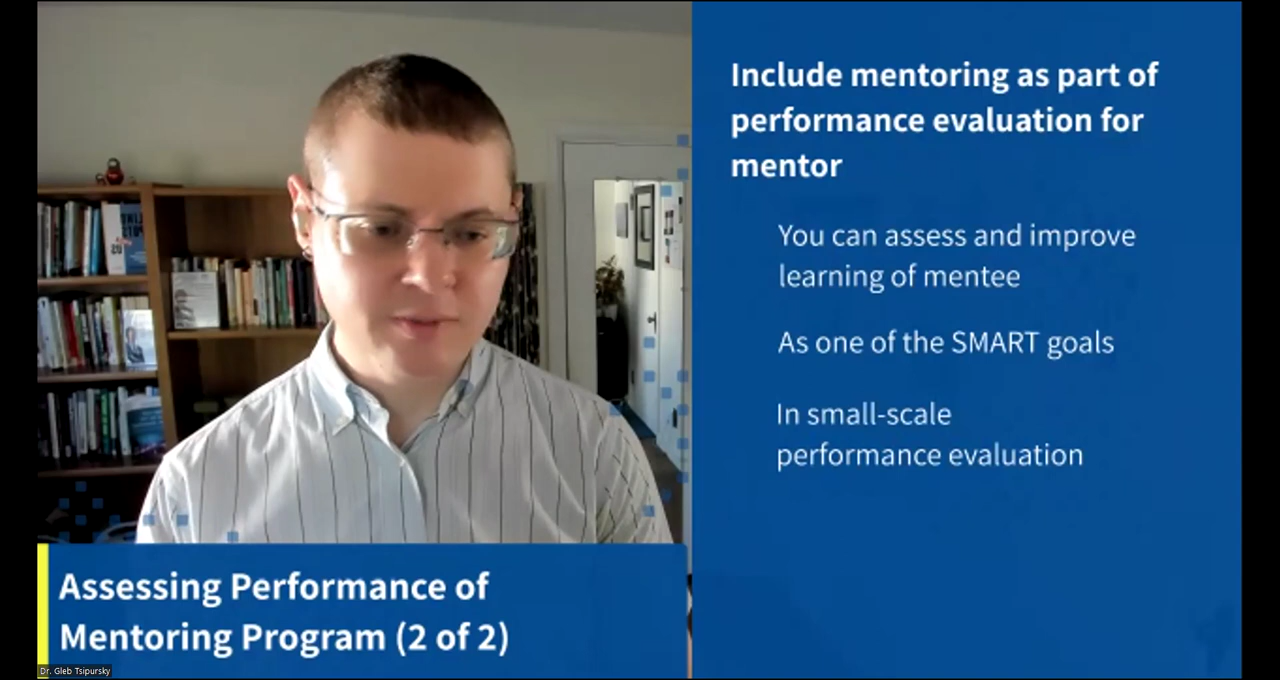 Include mentoring as part of
performance evaluation for
mentor
You can assess and improve
learning of mentee
As one of the SMART goals
In small-scale
performance evaluation
Assessing Performance of
Mentoring Program (2 of 2)
Dr. Gleb Tsipursky